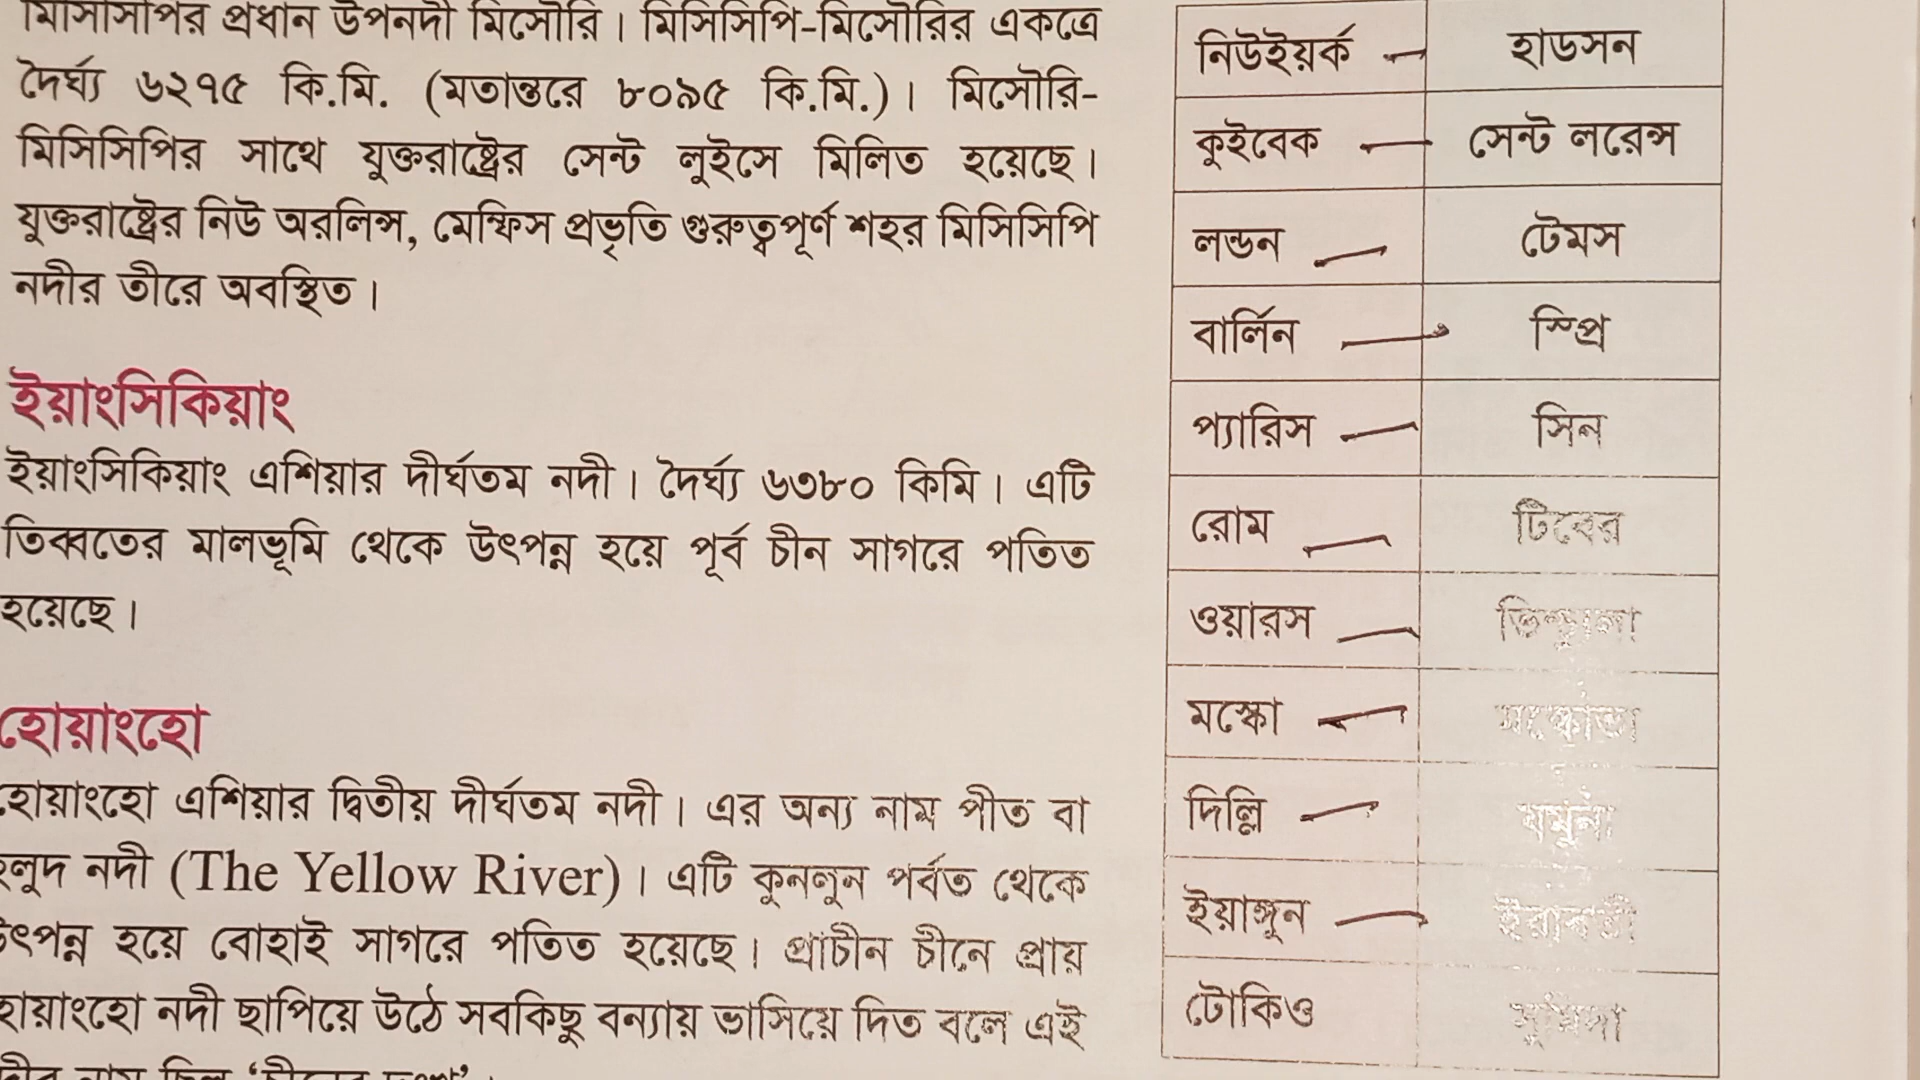 মিসিসিপির প্রধান উপনদী মিসৌরি। মিসিসিপি-মিসৌরির একত্রে
দৈর্ঘ্য ৬২৭৫ কি.মি. (মতান্তরে ৮০৯৫ কি.মি.)। মিসৌরি-
মিসিসিপির সাথে যুক্তরাষ্ট্রের সেন্ট লুইসে মিলিত হয়েছে।
যুক্তরাষ্ট্রের নিউ অরলিন্স, মেম্ফিস প্রভৃতি গুরুত্বপূর্ণ শহর মিসিসিপি
নদীর তীরে অবস্থিত।
ইয়াংসিকিয়াং
ইয়াংসিকিয়াং এশিয়ার দীর্ঘতম নদী। দৈর্ঘ্য ৬৩৮০ কিমি। এটি
তিব্বতের মালভূমি থেকে উৎপন্ন হয়ে পূর্ব চীন সাগরে পতিত
হয়েছে।
হোয়াংহো
হোয়াংহো এশিয়ার দ্বিতীয় দীর্ঘতম নদী। এর অন্য নাম পীত বা
হলুদ নদী (The Yellow River)। এটি কুনলুন পর্বত থেকে
উৎপন্ন হয়ে বোহাই সাগরে পতিত হয়েছে। প্রাচীন চীনে প্রায়
হোয়াংহো নদী ছাপিয়ে উঠে সবকিছু বন্যায় ভাসিয়ে দিত বলে এই
নিউইয়র্ক হাডসন
কুইবেক সেন্ট লরেন্স
লন্ডন টেমস
বার্লিন স্প্রি
প্যারিস সিন
রোম টিবের
ওয়ারস ভিস্চুলা
মস্কো মস্কোভা
দিল্লি যমুনা
ইয়াঙ্গুন ইরাবতী
টোকিও